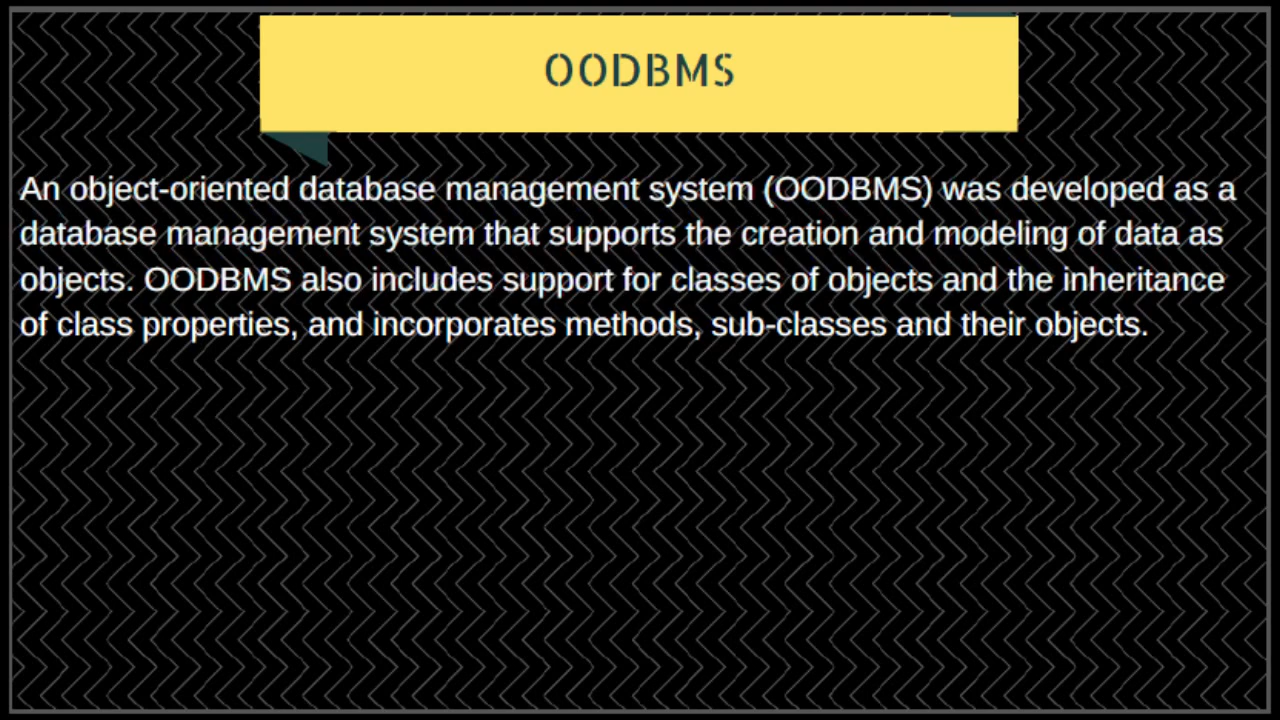 OODBMS
An object-oriented database management system (OODBMS) was developed as a
database management system that supports the creation and modeling of data as
objects. OODBMS also includes support for classes of objects and the inheritance
of class properties, and incorporates methods, sub-classes and their objects.